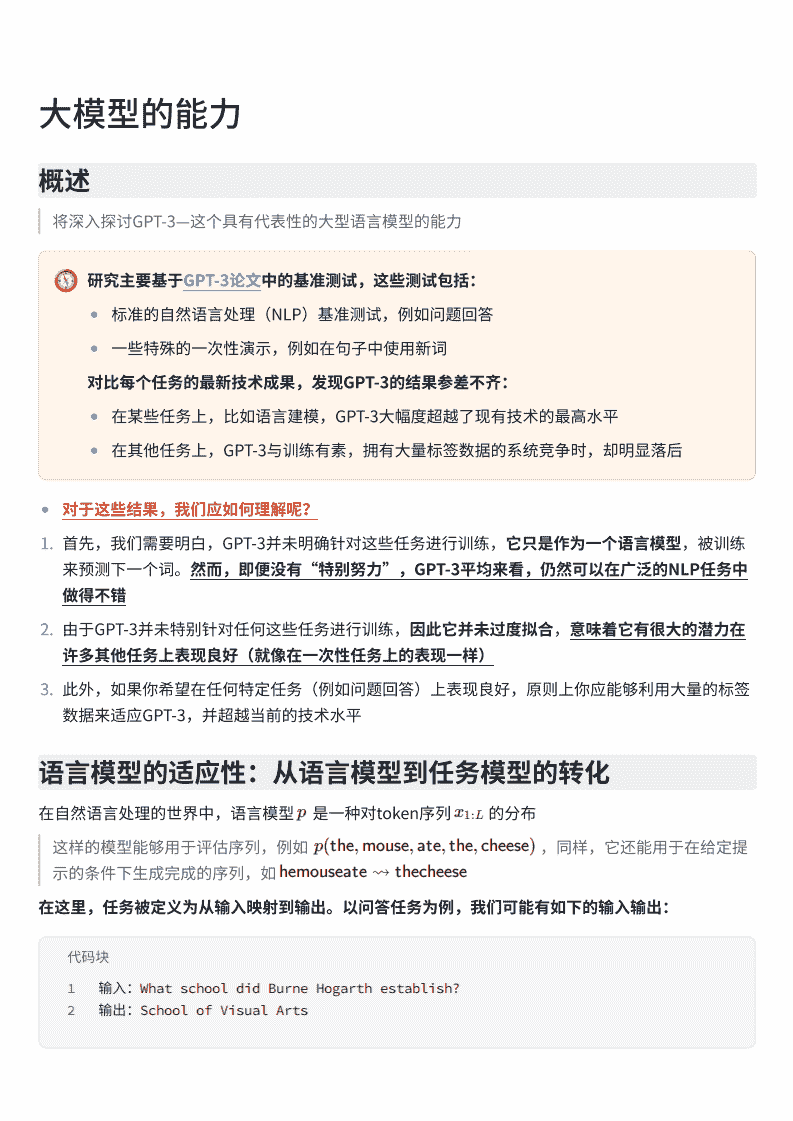 大模型的能力
概述
将深入探讨GPT-3—这个具有代表性的大型语言模型的能力
研究主要基于GPT-3论文中的基准测试，这些测试包括：
• 标准的自然语言处理（NLP）基准测试，例如问题回答
• 一些特殊的一次性演示，例如在句子中使用新词
对比每个任务的最新技术成果，发现GPT-3的结果参差不齐：
• 在某些任务上，比如语言建模，GPT-3大幅度超越了现有技术的最高水平
• 在其他任务上，GPT-3与训练有素，拥有大量标签数据的系统竞争时，却明显落后
• 对于这些结果，我们应如何理解呢？
1. 首先，我们需要明白，GPT-3并未明确针对这些任务进行训练，它只是作为一个语言模型，被训练
来预测下一个词。然而，即便没有“特别努力”，GPT-3平均来看，仍然可以在广泛的NLP任务中
做得不错
2. 由于GPT-3并未特别针对任何这些任务进行训练，因此它并未过度拟合，意味着它有很大的潜力在
许多其他任务上表现良好（就像在一次性任务上的表现一样）
3. 此外，如果你希望在任何特定任务（例如问题回答）上表现良好，原则上你应能够利用大量的标签
数据来适应GPT-3，并超越当前的技术水平
语言模型的适应性：从语言模型到任务模型的转化
在自然语言处理的世界中，语言模型 p 是一种对token序列 x_{1:L} 的分布
这样的模型能够用于评估序列，例如 p(the, mouse, ate, the, cheese) ，同样，它还能用于在给定提
示的条件下生成完成的序列，如 hemouseate ⇝ thecheese
在这里，任务被定义为从输入映射到输出。以问答任务为例，我们可能有如下的输入输出：
代码块
1 输入：What school did Burne Hogarth establish?
2 输出：School of Visual Arts